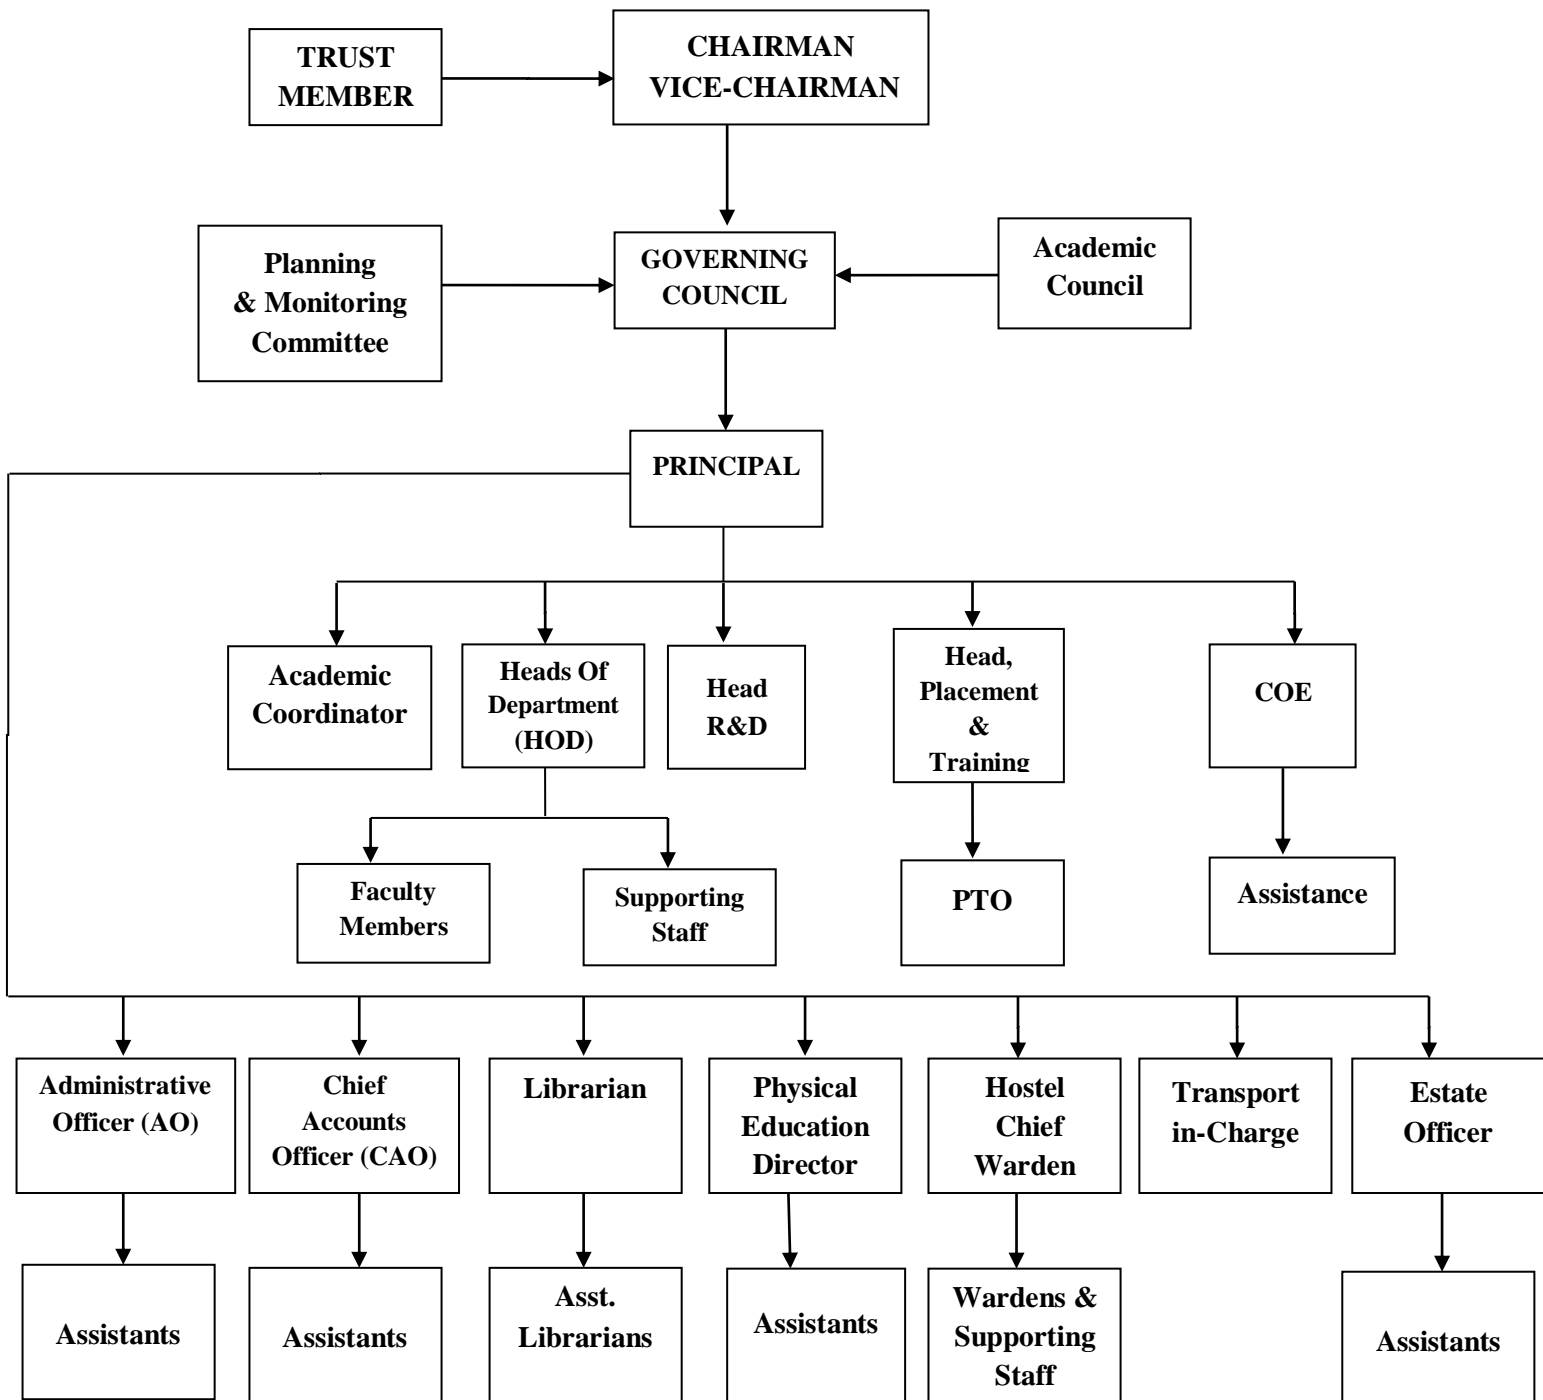 TRUST
MEMBER
CHAIRMAN
VICE-CHAIRMAN
Planning
& Monitoring
Committee
GOVERNING
COUNCIL
Academic
Council
PRINCIPAL
Academic
Coordinator
Heads Of
Department
(HOD)
Head
R&D
Head,
Placement
&
Training
COE
Faculty
Members
Supporting
Staff
PTO
Assistance
Administrative
Officer (AO)
Chief
Accounts
Officer (CAO)
Librarian
Physical
Education
Director
Hostel
Chief
Warden
Transport
in-Charge
Estate
Officer
Assistants
Assistants
Asst.
Librarians
Assistants
Wardens &
Supporting
Staff
Assistants